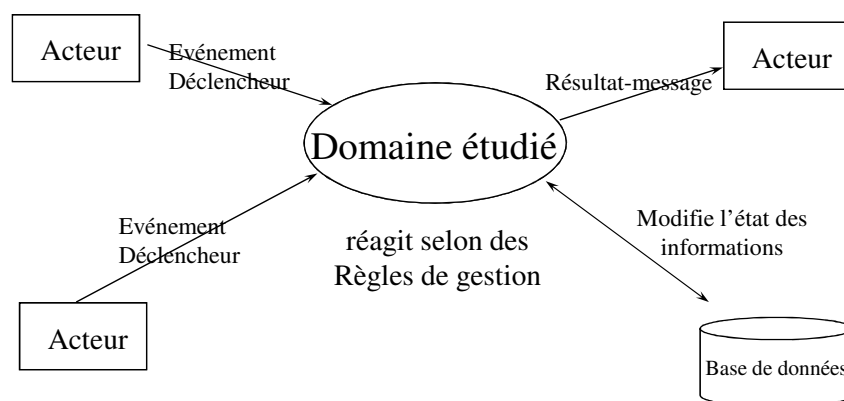 Acteur
Evénement
Déclencheur
Acteur
Résultat-message
Domaine étudié
Evénement
Déclencheur
réagit selon des
Règles de gestion
Modifie l’état des
informations
Acteur
Base de données